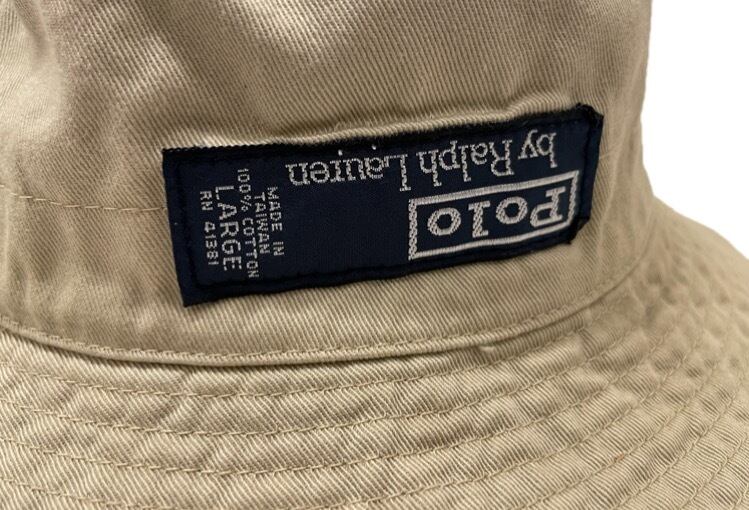 Polo
by Ralph Lauren
MADE IN
TAIWAN
100% COTTON
LARGE
RN 41381